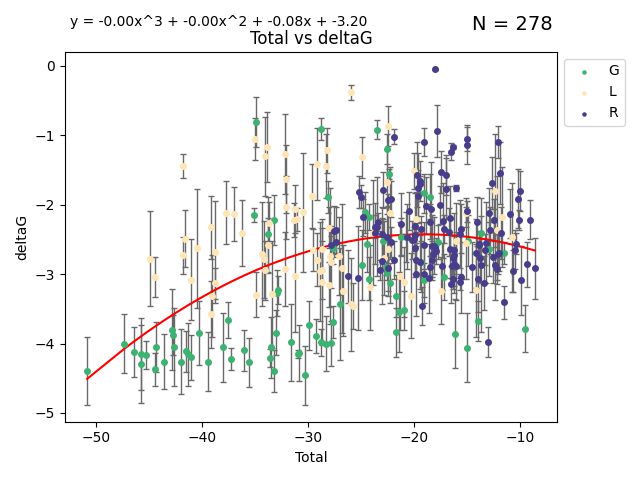 y = -0.00x^3 + -0.00x^2 + -0.08x + -3.20
N = 278
Total vs deltaG
G
L
R
deltaG
0
−1
−2
−3
−4
−5
−50
−40
−30
−20
−10
Total